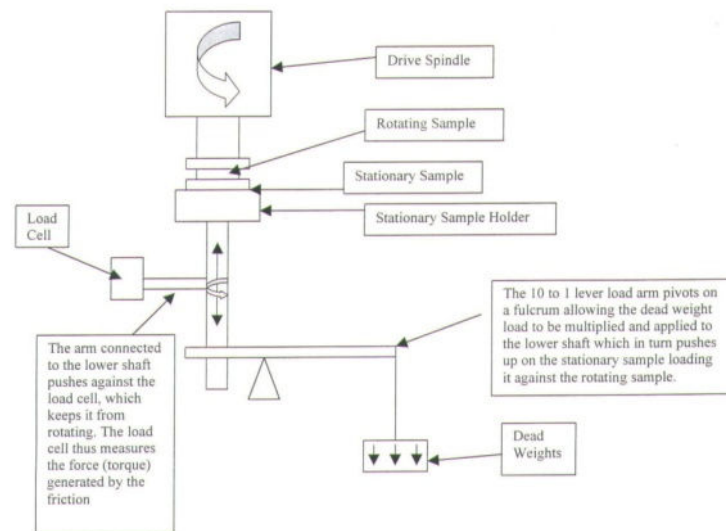 Drive Spindle
Rotating Sample
Stationary Sample
Stationary Sample Holder
Load
Cell
The 10 to 1 lever load arm pivots on
a fulcrum allowing the dead weight
load to be multiplied and applied to
the lower shaft which in turn pushes
up on the stationary sample loading
it against the rotating sample.
The arm connected
to the lower shaft
pushes against the
load cell, which
keeps it from
rotating. The load
cell thus measures
the force (torque)
generated by the
friction
Dead
Weights